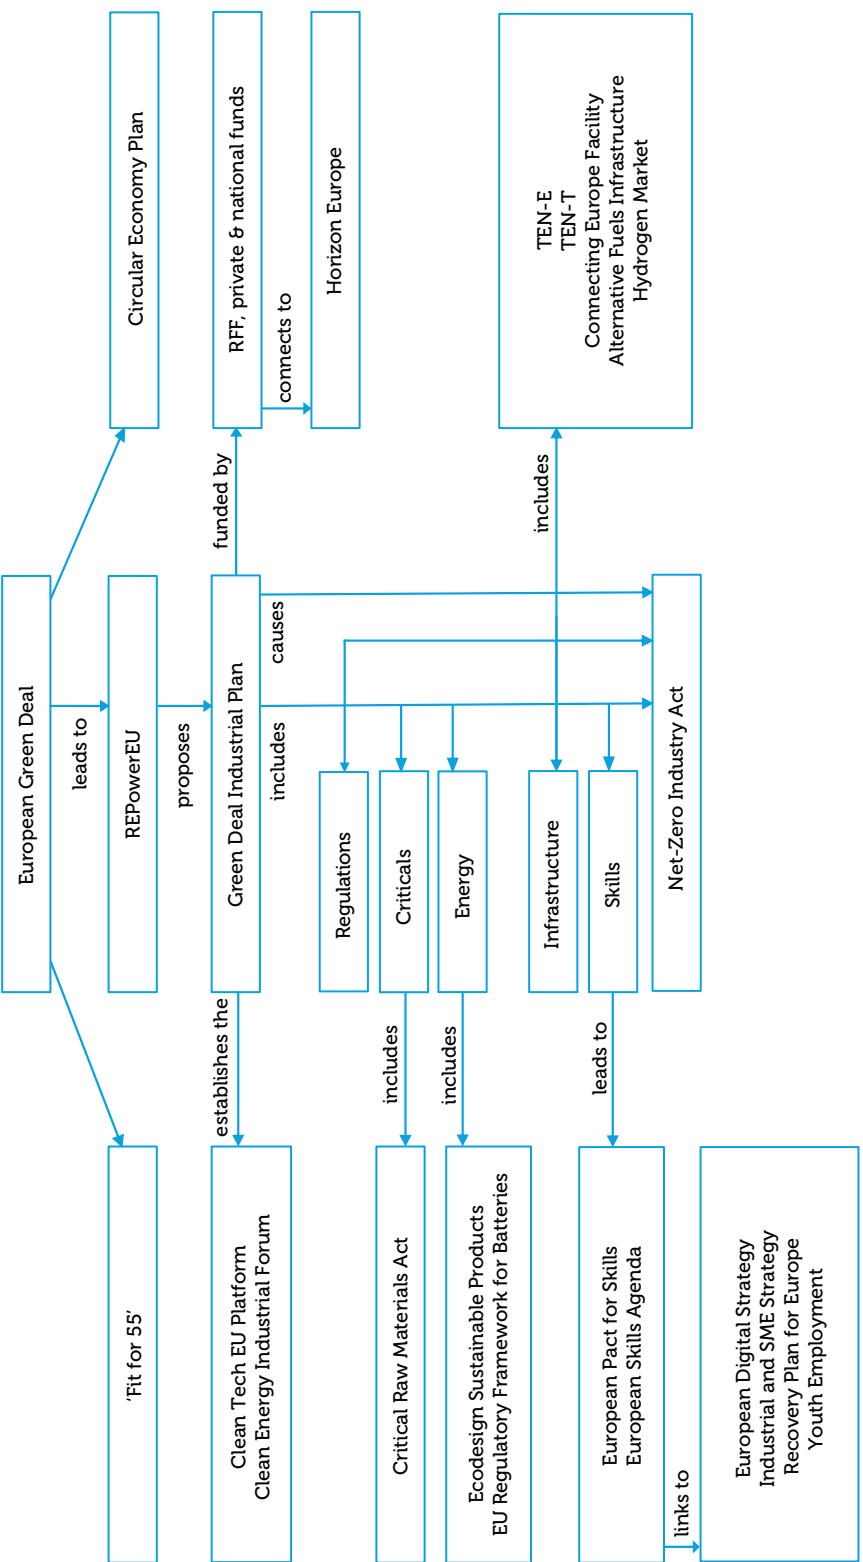 European Green Deal
leads to
'Fit for 55'
REPowerEU
Circular Economy Plan
proposes
Clean Tech EU Platform
Clean Energy Industrial Forum
establishes the
Green Deal Industrial Plan
funded by
RFF, private & national funds
connects to
Horizon Europe
includes
causes
Regulations
Critical Raw Materials Act
includes
Criticals
Ecodesign Sustainable Products
EU Regulatory Framework for Batteries
includes
Energy
Infrastructure
includes
TEN-E
TEN-T
Connecting Europe Facility
Alternative Fuels Infrastructure
Hydrogen Market
European Pact for Skills
European Skills Agenda
leads to
Skills
Net-Zero Industry Act
links to
European Digital Strategy
Industrial and SME Strategy
Recovery Plan for Europe
Youth Employment